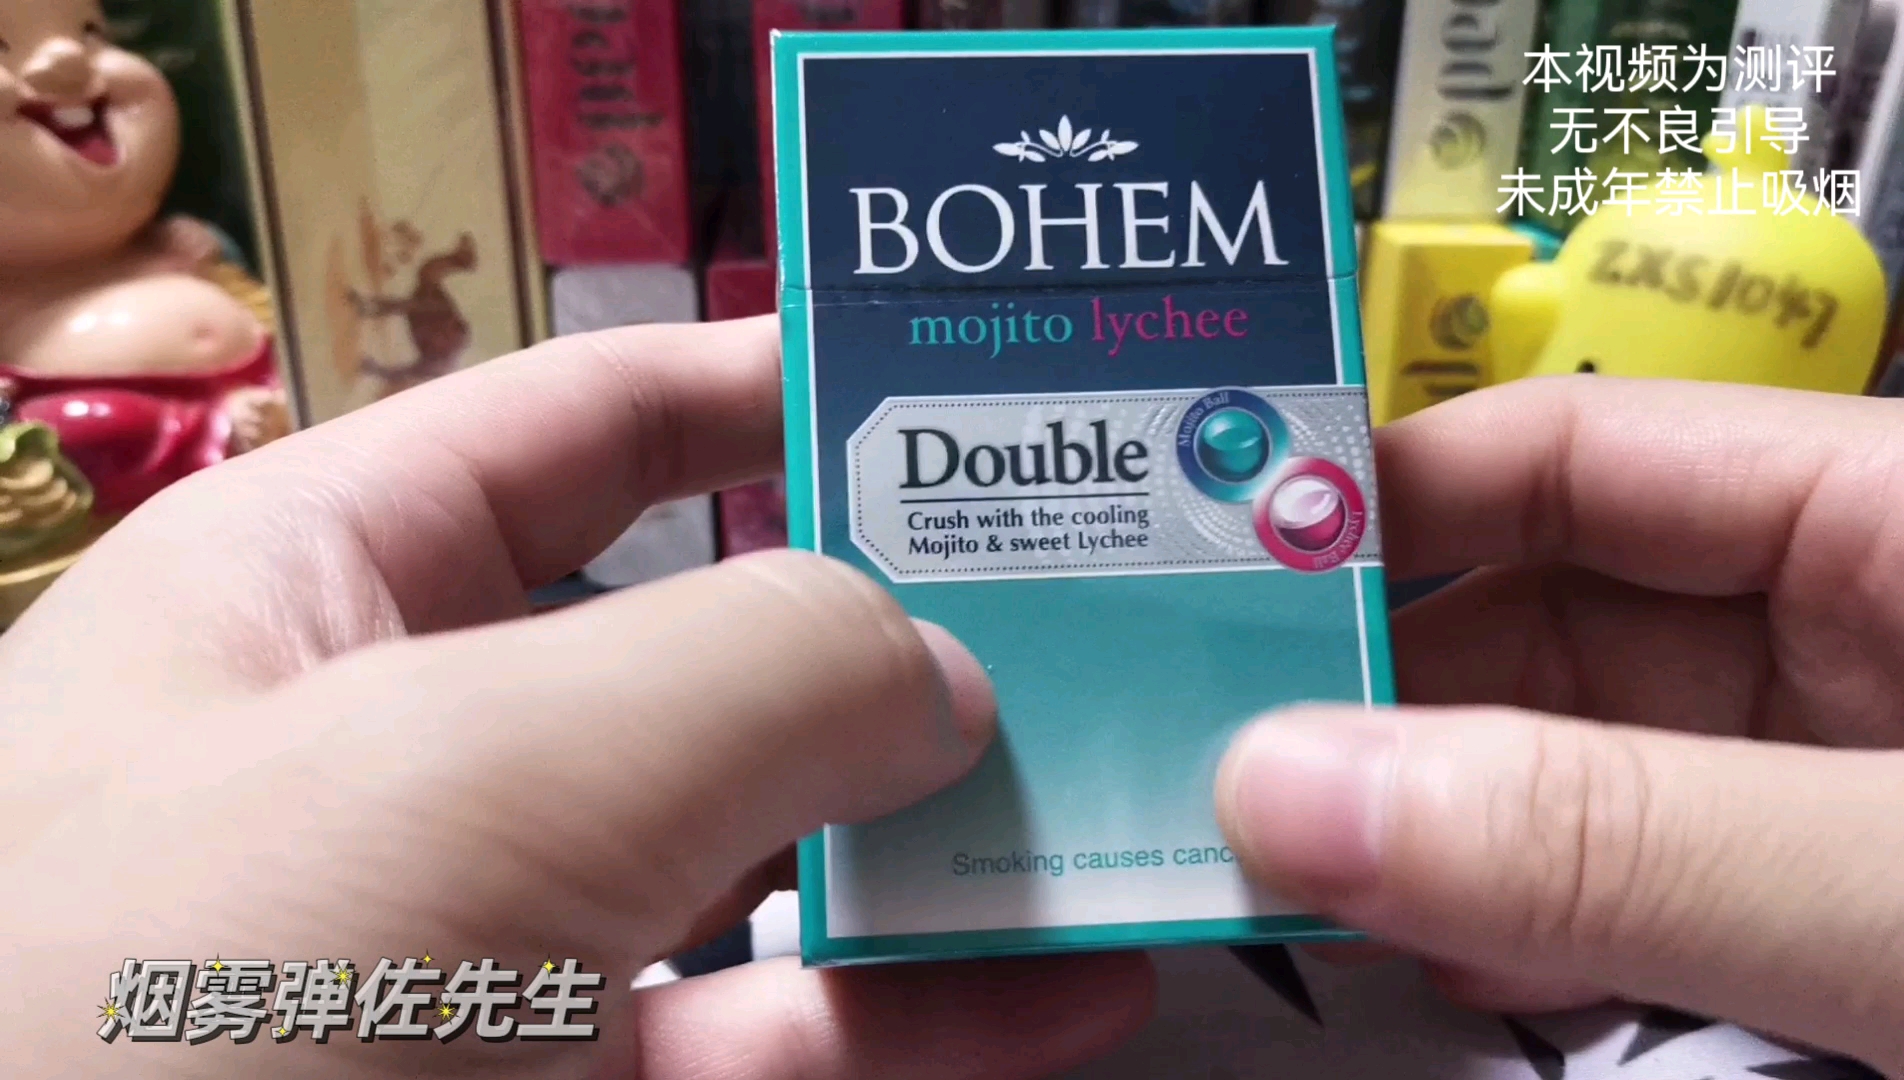 本视频为测评
无不良引导
未成年禁止吸烟
BOHEM
mojito lychee
Double
Crush with the cooling
Mojito & sweet Lychee
Mojito Ball
Lychee Ball
Smoking causes canc
ZXS1047
烟雾弹佐先生